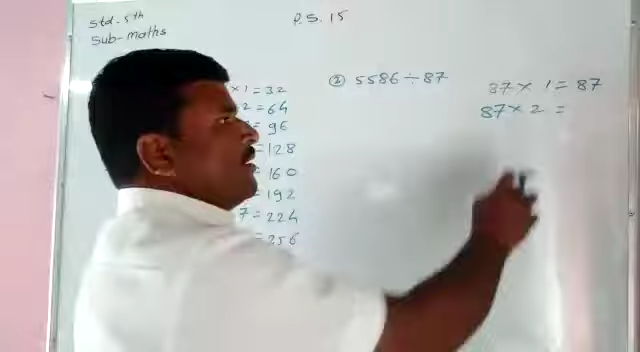 Std - 5th
Sub - maths
P.S. 15
× 1 = 32
2 = 64
= 96
= 128
= 160
= 192
7 = 224
= 256
② 5586 ÷ 87
87 × 1 = 87
87 × 2 =